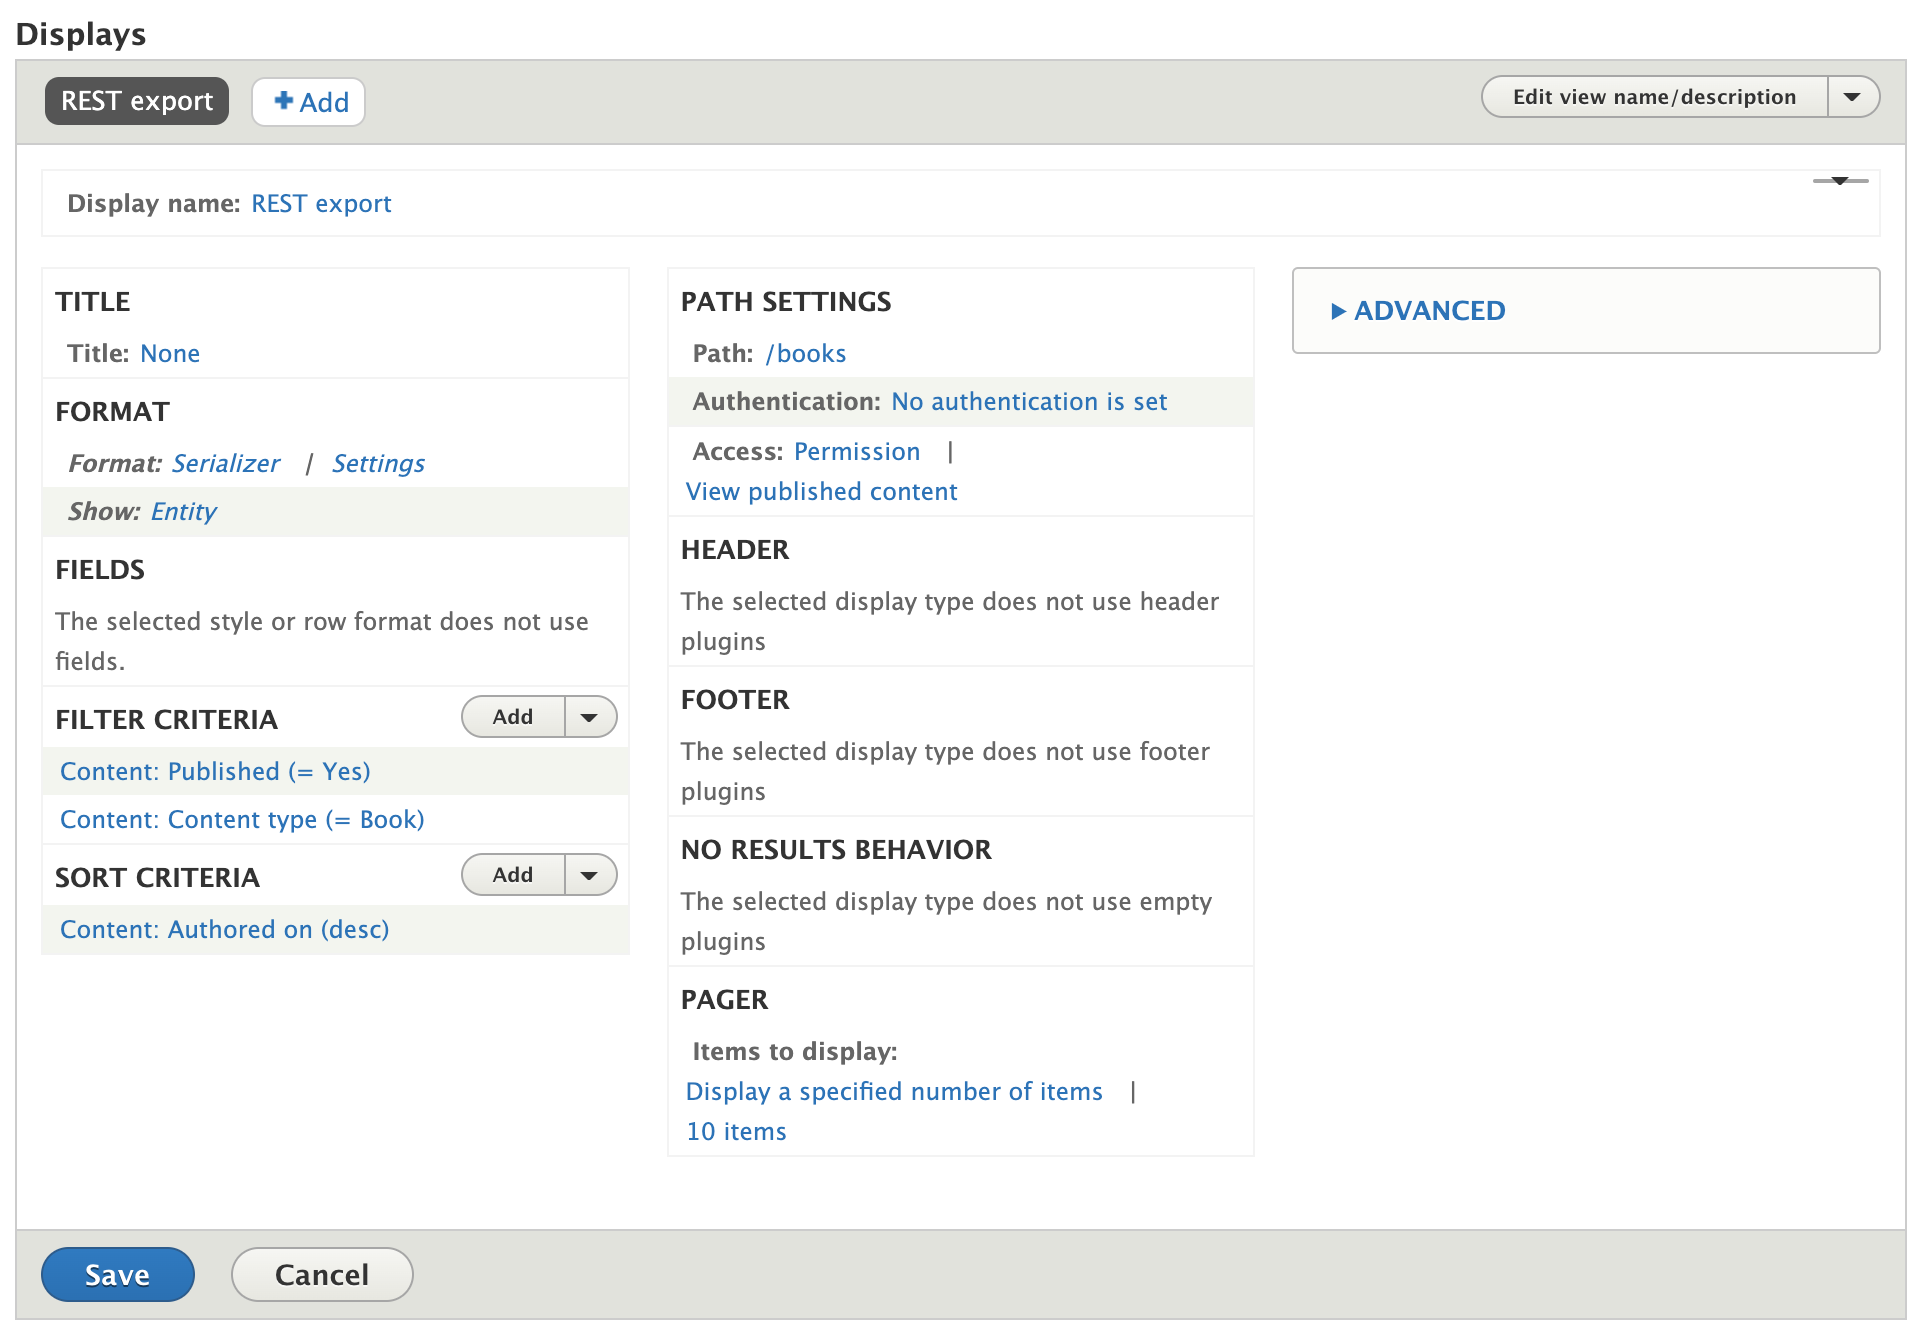 Displays
REST export
Add
Edit view name/description
Display name: REST export
TITLE
Title: None
FORMAT
Format: Serializer | Settings
Show: Entity
FIELDS
The selected style or row format does not use
fields.
FILTER CRITERIA
Add
Content: Published (= Yes)
Content: Content type (= Book)
SORT CRITERIA
Add
Content: Authored on (desc)
PATH SETTINGS
Path: /books
Authentication: No authentication is set
Access: Permission |
View published content
HEADER
The selected display type does not use header
plugins
FOOTER
The selected display type does not use footer
plugins
NO RESULTS BEHAVIOR
The selected display type does not use empty
plugins
PAGER
Items to display:
Display a specified number of items |
10 items
ADVANCED
Save
Cancel